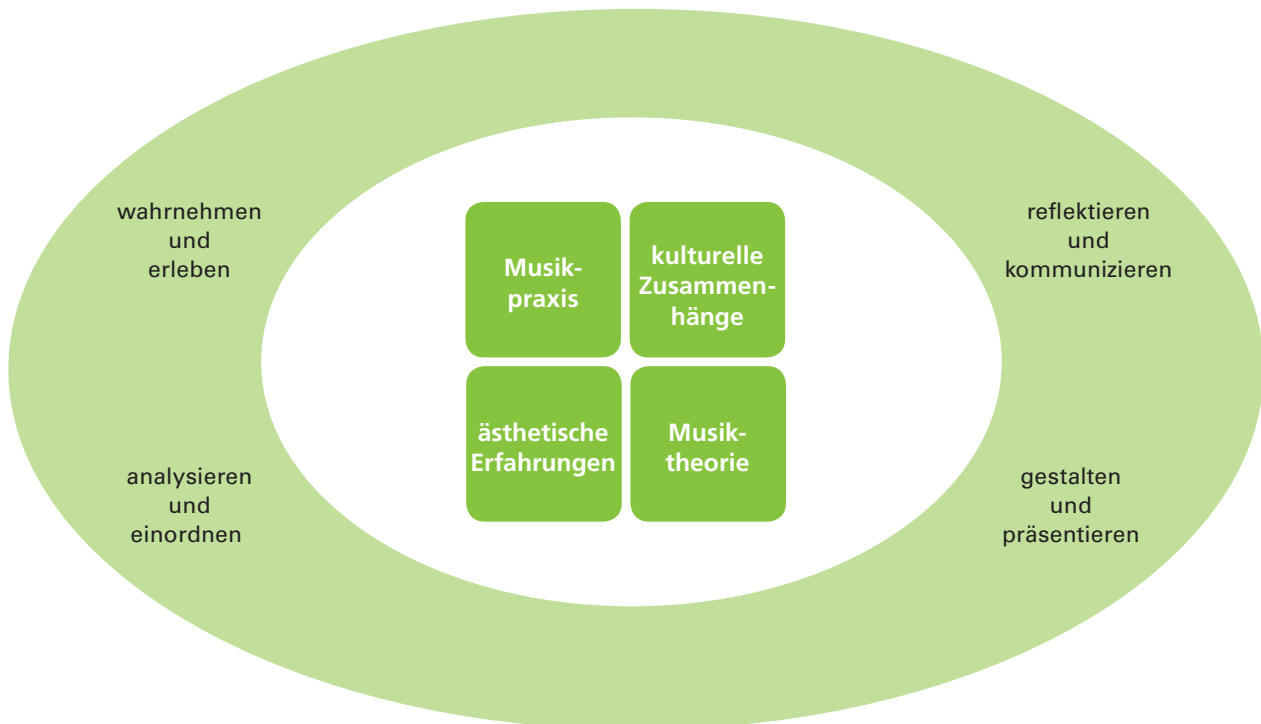 wahrnehmen
und
erleben
reflektieren
und
kommunizieren
Musik-
praxis
kulturelle
Zusammen-
hänge
ästhetische
Erfahrungen
Musik-
theorie
analysieren
und
einordnen
gestalten
und
präsentieren